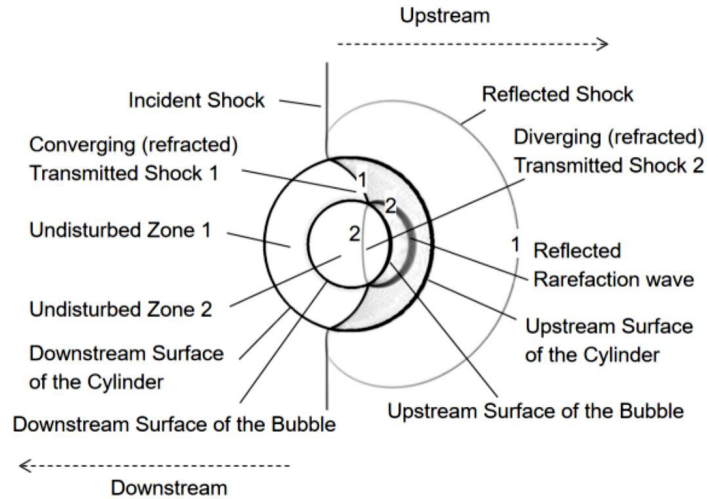 Upstream
Incident Shock
Reflected Shock
Converging (refracted)
Transmitted Shock 1
Diverging (refracted)
Transmitted Shock 2
1
2
2
1
Undisturbed Zone 1
Reflected
Rarefaction wave
Undisturbed Zone 2
Upstream Surface
of the Cylinder
Downstream Surface
of the Cylinder
Upstream Surface of the Bubble
Downstream Surface of the Bubble
Downstream